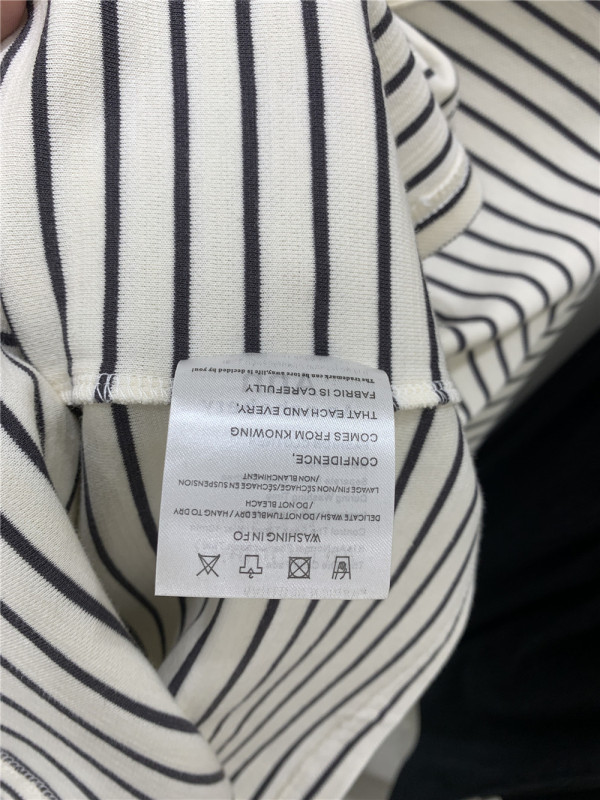 WASHING IN FO
DELICATE WASH / DO NOT TUMBLE DRY / HANG TO DRY
/ DO NOT BLEACH
LAVAGE FIN/NON SÉCHAGE/SÉCHAGE EN SUSPENSION
/NON BLANCHIMENT
CONFIDENCE,
COMES FROM KNOWING
THAT EACH AND EVERY,
FABRIC IS CAREFULLY
The trademark can be tore away,life is decided by you!